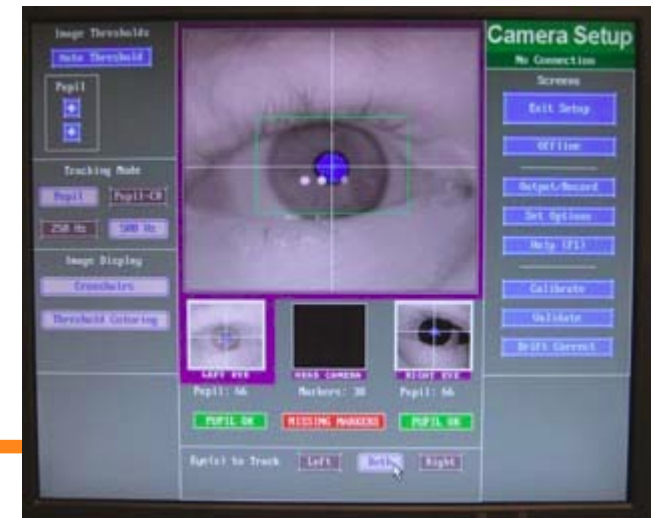 Image Thresholds
Auto Threshold
Pupil
Tracking Mode
Pupil
Pupil-CR
250 Hz
500 Hz
Image Display
Crosshairs
Threshold Coloring
LEFT EYE
HEAD CAMERA
RIGHT EYE
Pupil: 66
Markers: 30
Pupil: 66
PUPIL OK
MISSING MARKERS
PUPIL OK
Eye(s) to Track
Left
Both
Right
Camera Setup
No Connection
Screens
Exit Setup
Offline
Output/Record
Set Options
Help (F1)
Calibrate
Validate
Drift Correct